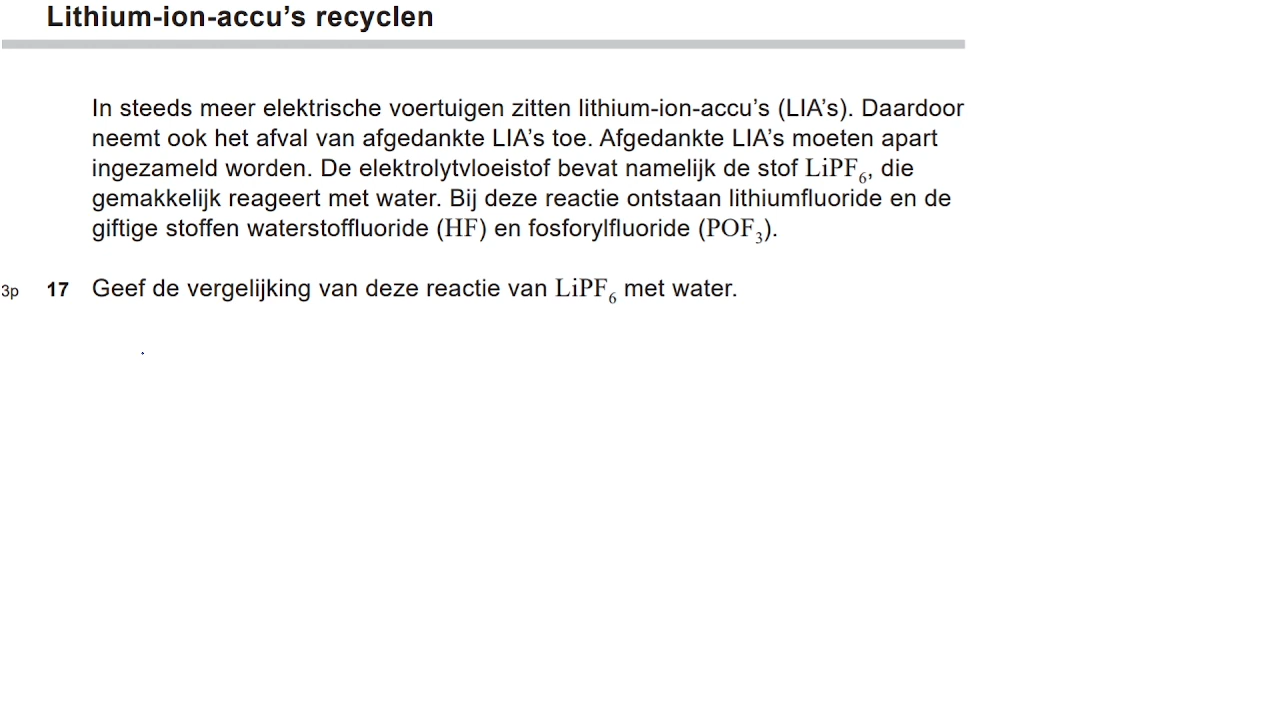 Lithium-ion-accu’s recyclen
In steeds meer elektrische voertuigen zitten lithium-ion-accu’s (LIA’s). Daardoor
neemt ook het afval van afgedankte LIA’s toe. Afgedankte LIA’s moeten apart
ingezameld worden. De elektrolytvloeistof bevat namelijk de stof LiPF₆, die
gemakkelijk reageert met water. Bij deze reactie ontstaan lithiumfluoride en de
giftige stoffen waterstoffluoride (HF) en fosforylfluoride (POF₃).
3p 17 Geef de vergelijking van deze reactie van LiPF₆ met water.